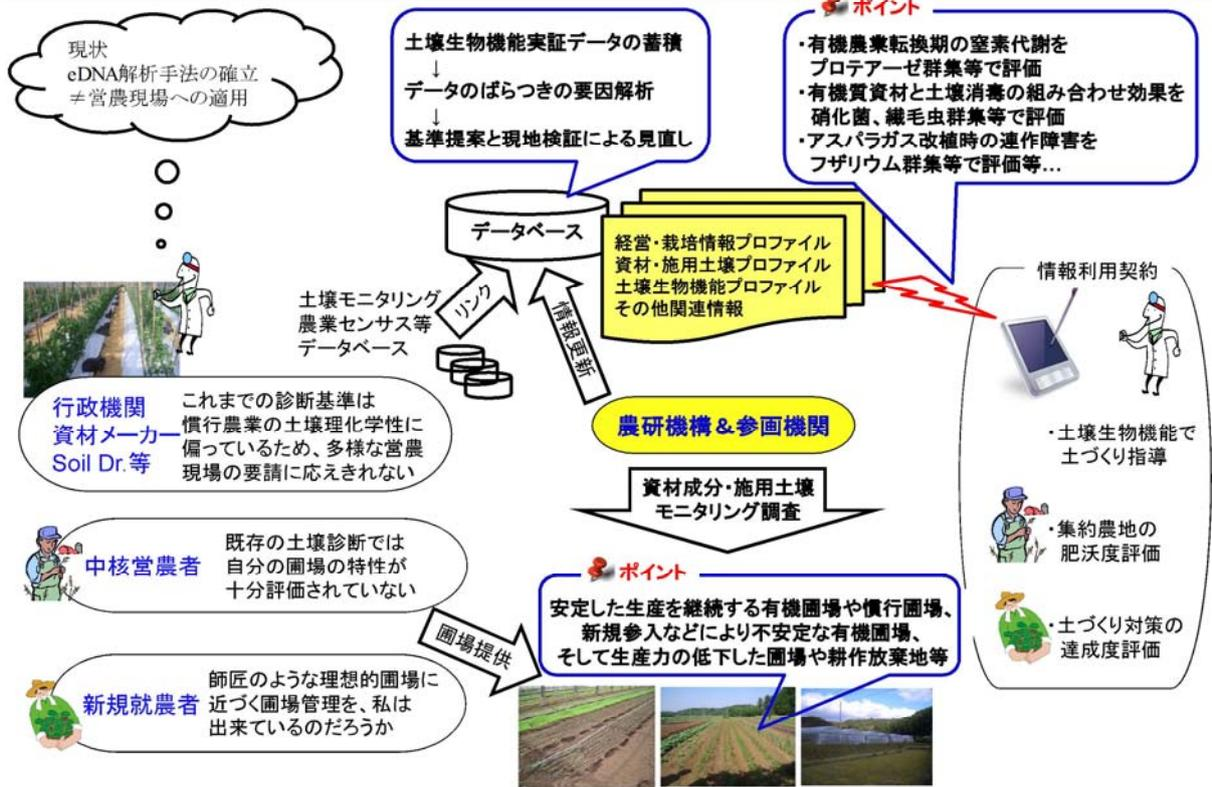 現状
eDNA解析手法の確立
≠営農現場への適用
土壌生物機能実証データの蓄積
↓
データのばらつきの要因解析
↓
基準提案と現地検証による見直し
ポイント
・有機農業転換期の窒素代謝を
プロテアーゼ群集等で評価
・有機質資材と土壌消毒の組み合わせ効果を
硝化菌、繊毛虫群集等で評価
・アスパラガス改植時の連作障害を
フザリウム群集等で評価等…
データベース
経営・栽培情報プロファイル
資材・施用土壌プロファイル
土壌生物機能プロファイル
その他関連情報
土壌モニタリング
農業センサス等
データベース
リンク
情報更新
情報利用契約
・土壌生物機能で
土づくり指導
・集約農地の
肥沃度評価
・土づくり対策の
達成度評価
行政機関
資材メーカー
Soil Dr.等
これまでの診断基準は
慣行農業の土壌理化学性に
偏っているため、多様な営農
現場の要請に応えきれない
農研機構&参画機関
資材成分・施用土壌
モニタリング調査
中核営農者
既存の土壌診断では
自分の圃場の特性が
十分評価されていない
圃場提供
ポイント
安定した生産を継続する有機圃場や慣行圃場、
新規参入などにより不安定な有機圃場、
そして生産力の低下した圃場や耕作放棄地等
新規就農者
師匠のような理想的圃場に
近づく圃場管理を、私は
出来ているのだろうか